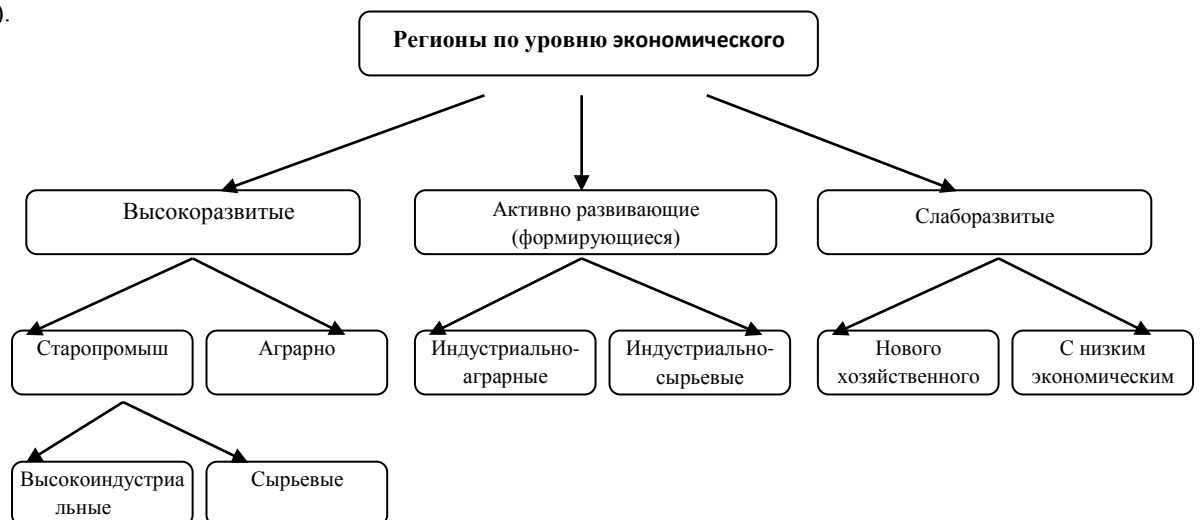 ).
Регионы по уровню экономического
Высокоразвитые
Активно развивающие
(формирующиеся)
Слаборазвитые
Старопромыш
Аграрно
Индустриально-
аграрные
Индустриально-
сырьевые
Нового
хозяйственного
С низким
экономическим
Высокоиндустриа
льные
Сырьевые